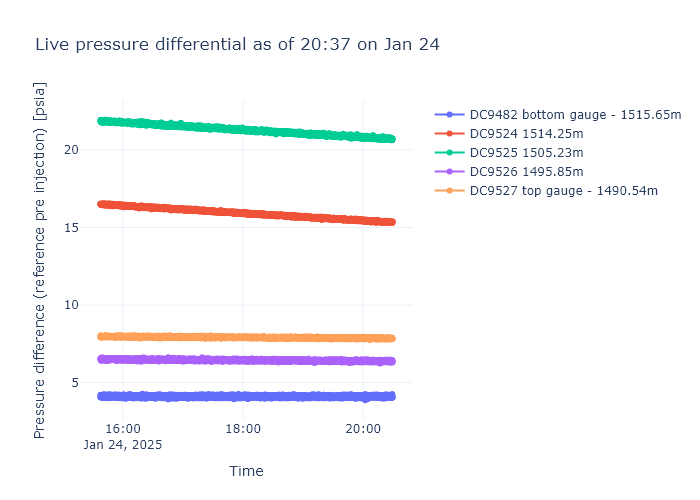 Live pressure differential as of 20:37 on Jan 24
Pressure difference (reference pre injection) [psia]
20
15
10
5
16:00
Jan 24, 2025
18:00
20:00
Time
DC9482 bottom gauge - 1515.65m
DC9524 1514.25m
DC9525 1505.23m
DC9526 1495.85m
DC9527 top gauge - 1490.54m